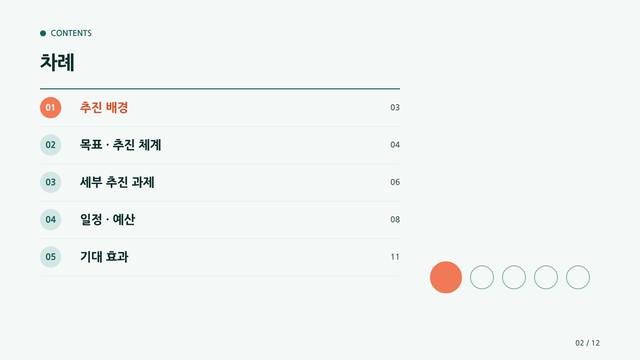 CONTENTS
차례
01 추진 배경 03
02 목표 · 추진 체계 04
03 세부 추진 과제 06
04 일정 · 예산 08
05 기대 효과 11
02 / 12